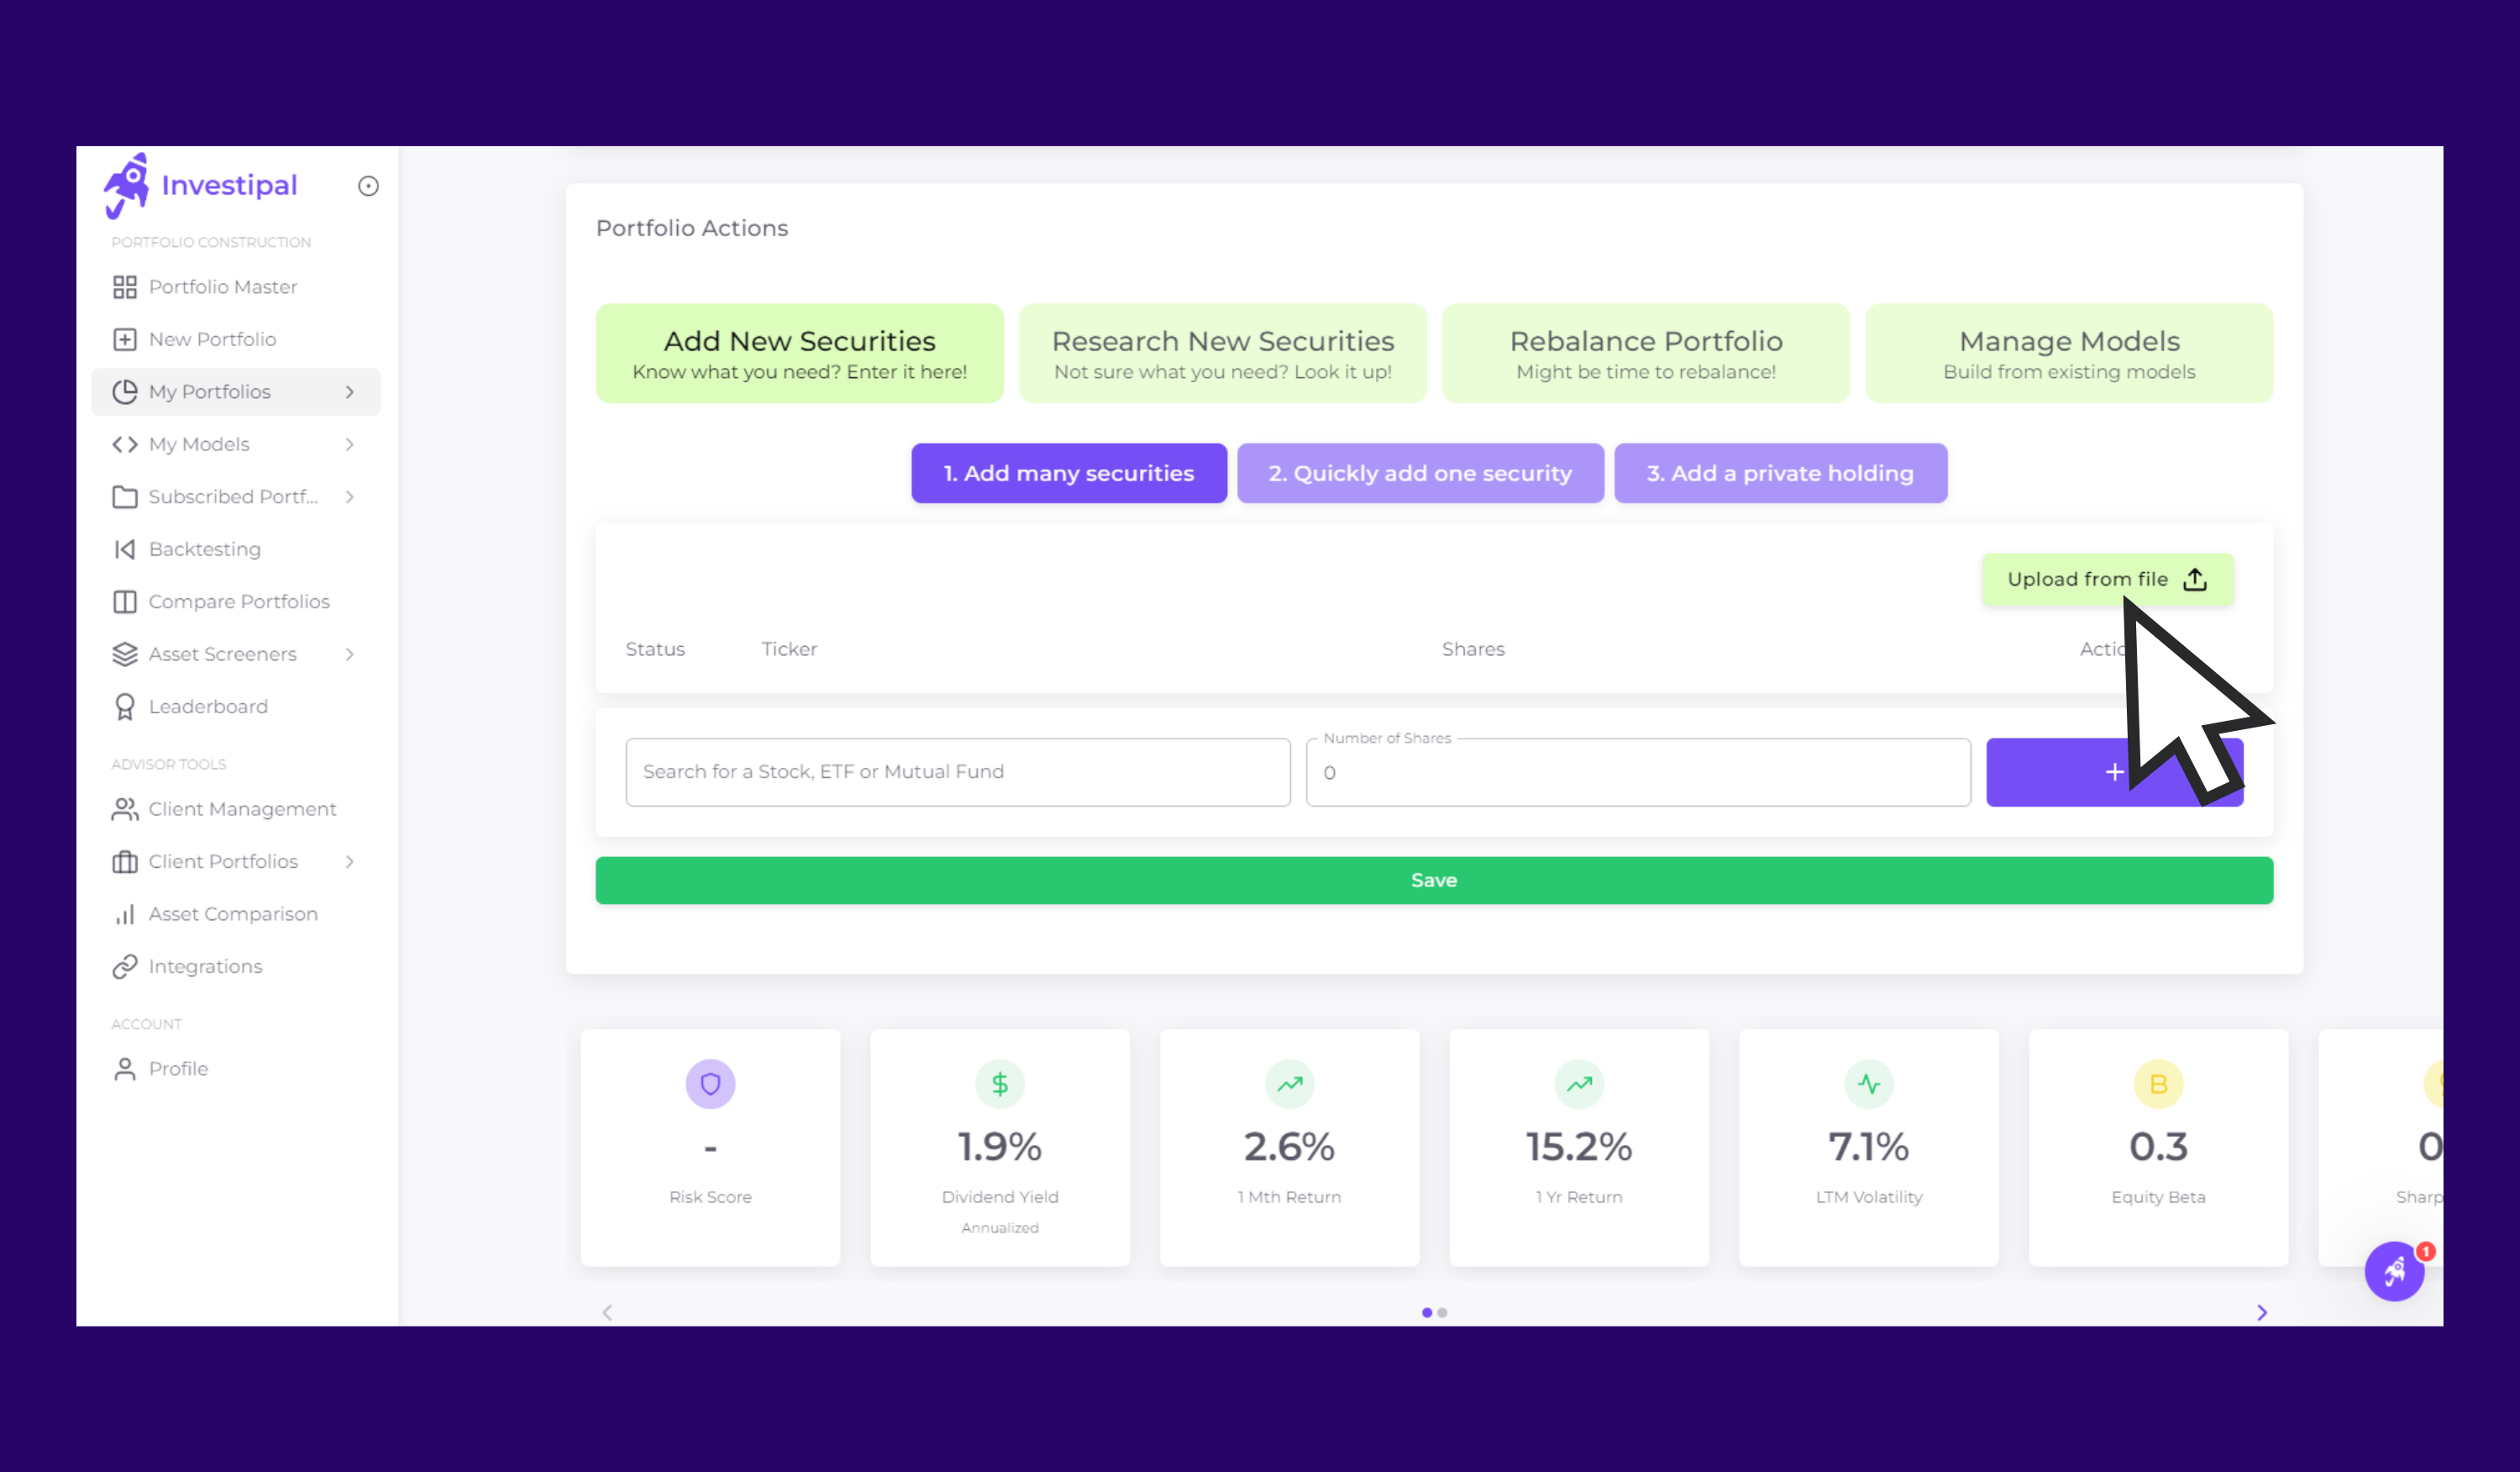 Investipal
PORTFOLIO CONSTRUCTION
Portfolio Master
New Portfolio
My Portfolios
My Models
Subscribed Portf...
Backtesting
Compare Portfolios
Asset Screeners
Leaderboard
ADVISOR TOOLS
Client Management
Client Portfolios
Asset Comparison
Integrations
ACCOUNT
Profile
Portfolio Actions
Add New Securities
Know what you need? Enter it here!
Research New Securities
Not sure what you need? Look it up!
Rebalance Portfolio
Might be time to rebalance!
Manage Models
Build from existing models
1. Add many securities
2. Quickly add one security
3. Add a private holding
Upload from file
Status Ticker Shares
Number of Shares
Search for a Stock, ETF or Mutual Fund
0
+
Save
-
Risk Score
1.9%
Dividend Yield
Annualized
2.6%
1 Mth Return
15.2%
1 Yr Return
7.1%
LTM Volatility
B
0.3
Equity Beta
0
Sharp
1